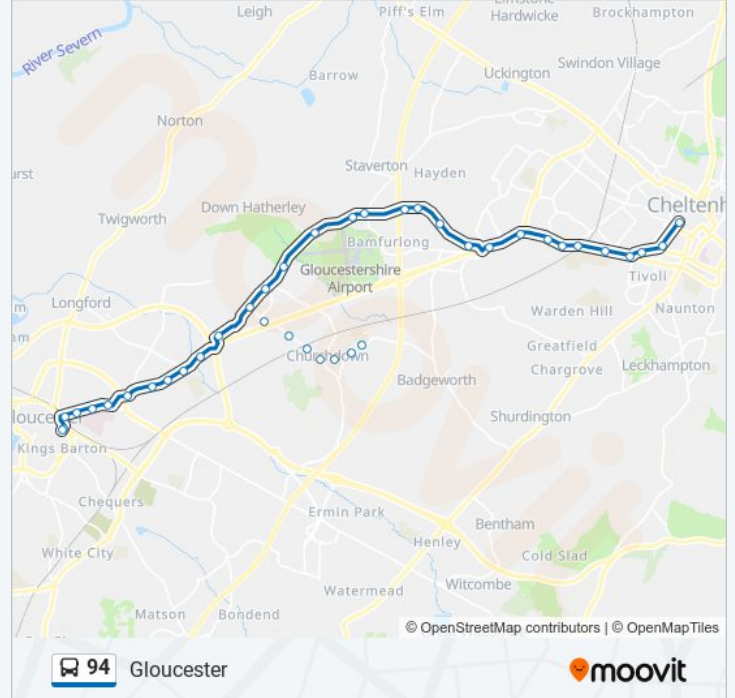 Leigh
Piff's Elm
Hardwicke
Brockhampton
River Severn
Swindon Village
Uckington
Barrow
Norton
Staverton
Hayden
urst
Down Hatherley
Cheltenh
Twigworth
Bamfurlong
Gloucestershire
Airport
Tivoli
Longford
Warden Hill
Naunton
am
Greatfield
Churchdown
Chargrove
Leckhampton
Badgeworth
Shurdington
Kings Barton
Chequers
Ermin Park
Bentham
Henley
Cold Slad
White City
Witcombe
Watermead
Matson
Bondend
© OpenStreetMap contributors | © OpenMapTiles
94 Gloucester
moovit
moovit